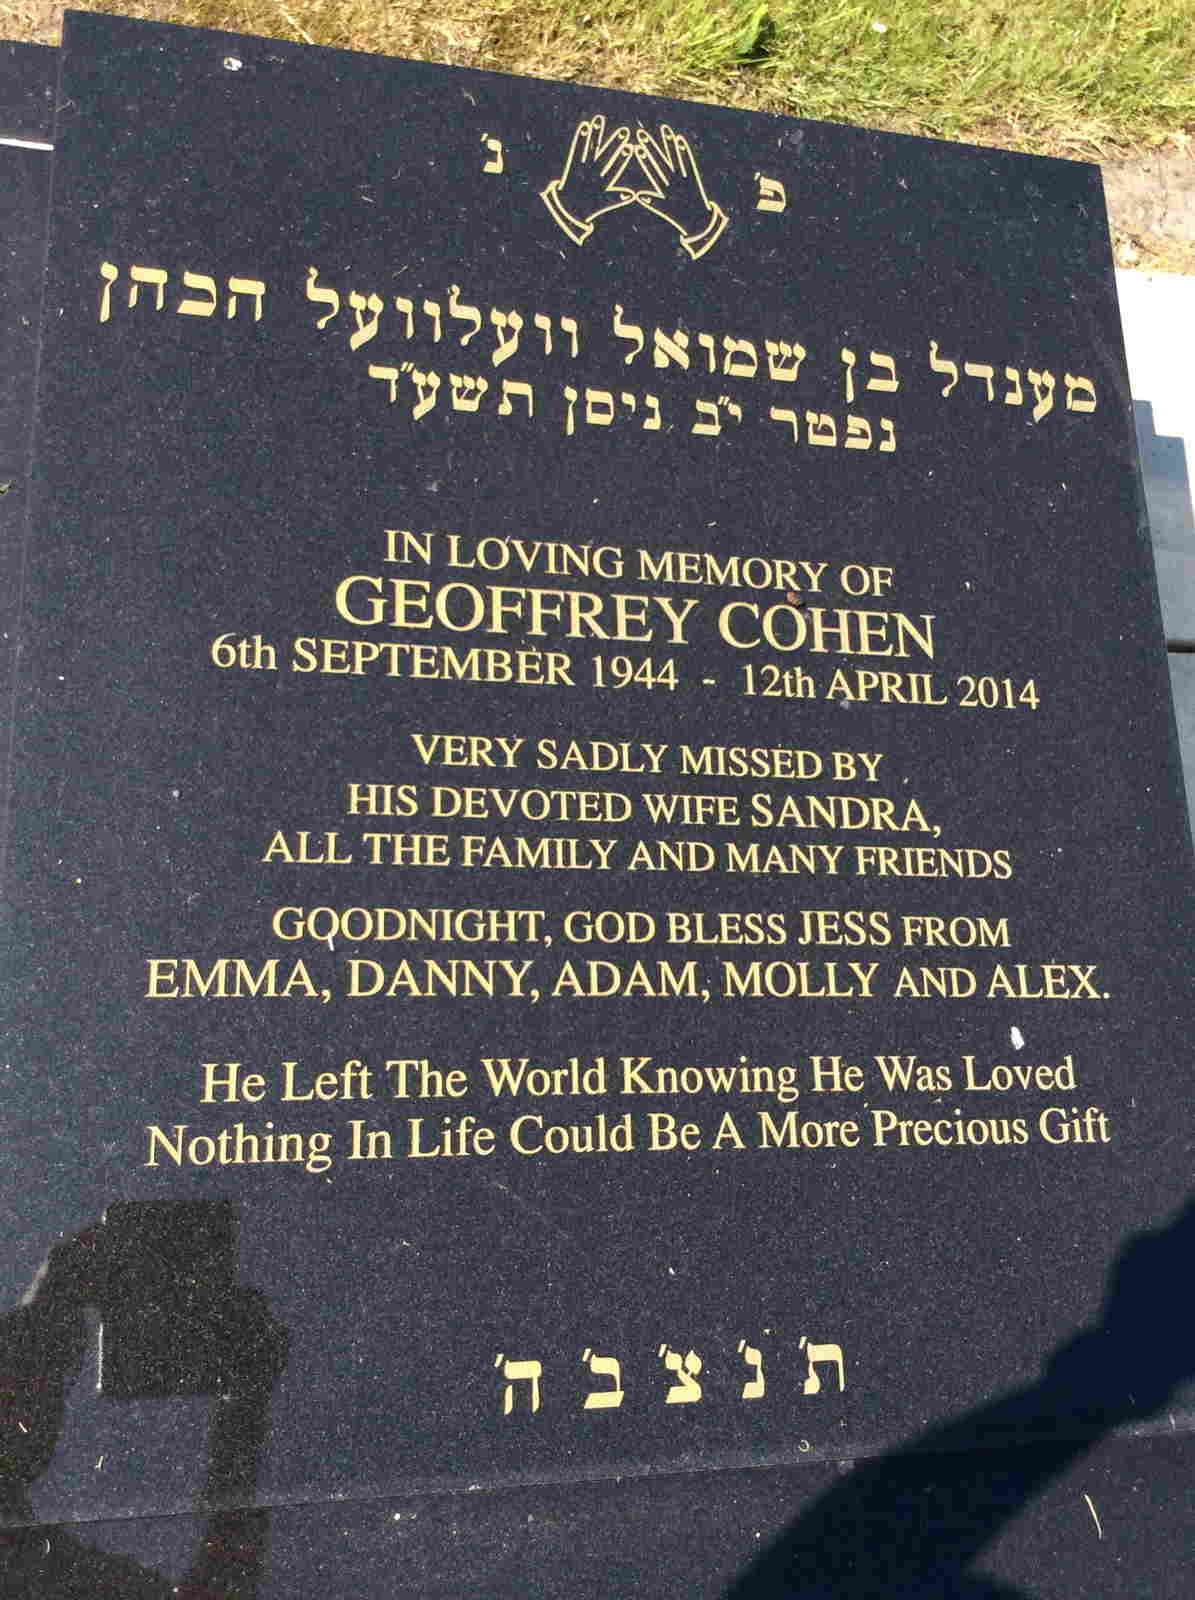 פ' נ'
מענדל בן שמואל וועלוועל הכהן
נפטר י"ב ניסן תשע"ד
IN LOVING MEMORY OF
GEOFFREY COHEN
6th SEPTEMBER 1944 - 12th APRIL 2014
VERY SADLY MISSED BY
HIS DEVOTED WIFE SANDRA,
ALL THE FAMILY AND MANY FRIENDS
GOODNIGHT, GOD BLESS JESS FROM
EMMA, DANNY, ADAM, MOLLY AND ALEX.
He Left The World Knowing He Was Loved
Nothing In Life Could Be A More Precious Gift
ת' נ' צ' ב' ה'